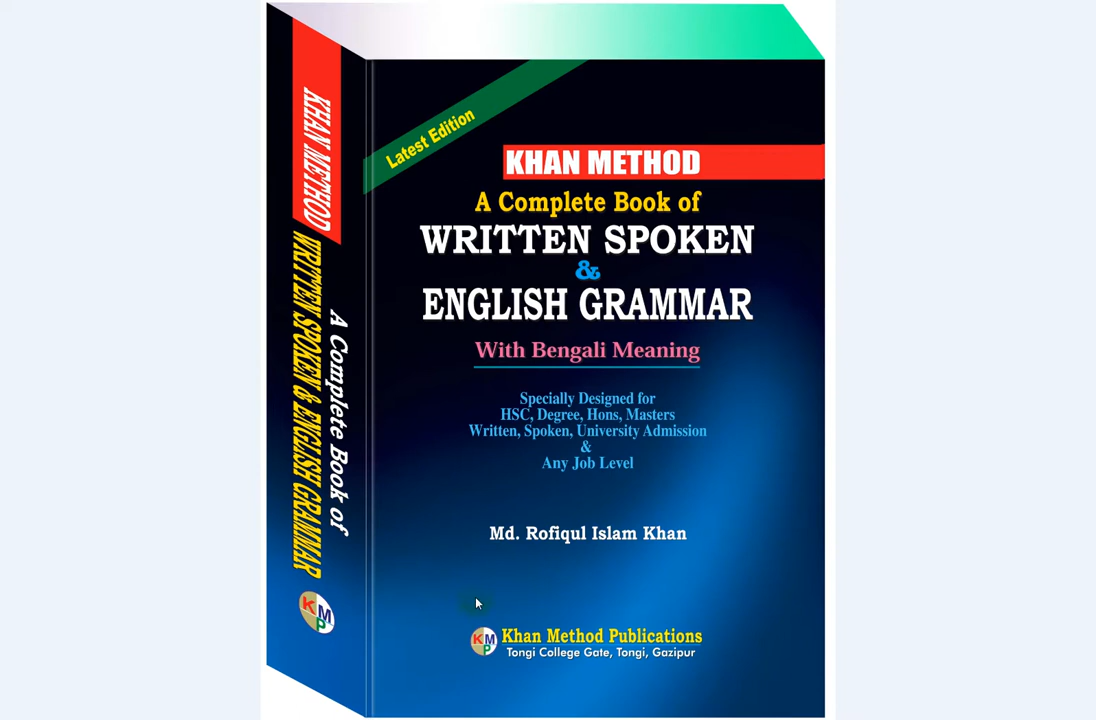 Latest Edition
KHAN METHOD
A Complete Book of
WRITTEN SPOKEN
&
ENGLISH GRAMMAR
With Bengali Meaning
Specially Designed for
HSC, Degree, Hons, Masters
Written, Spoken, University Admission
&
Any Job Level
Md. Rofiqul Islam Khan
KMP
Khan Method Publications
Tongi College Gate, Tongi, Gazipur
KHAN METHOD
A Complete Book of
WRITTEN SPOKEN & ENGLISH GRAMMAR
KMP